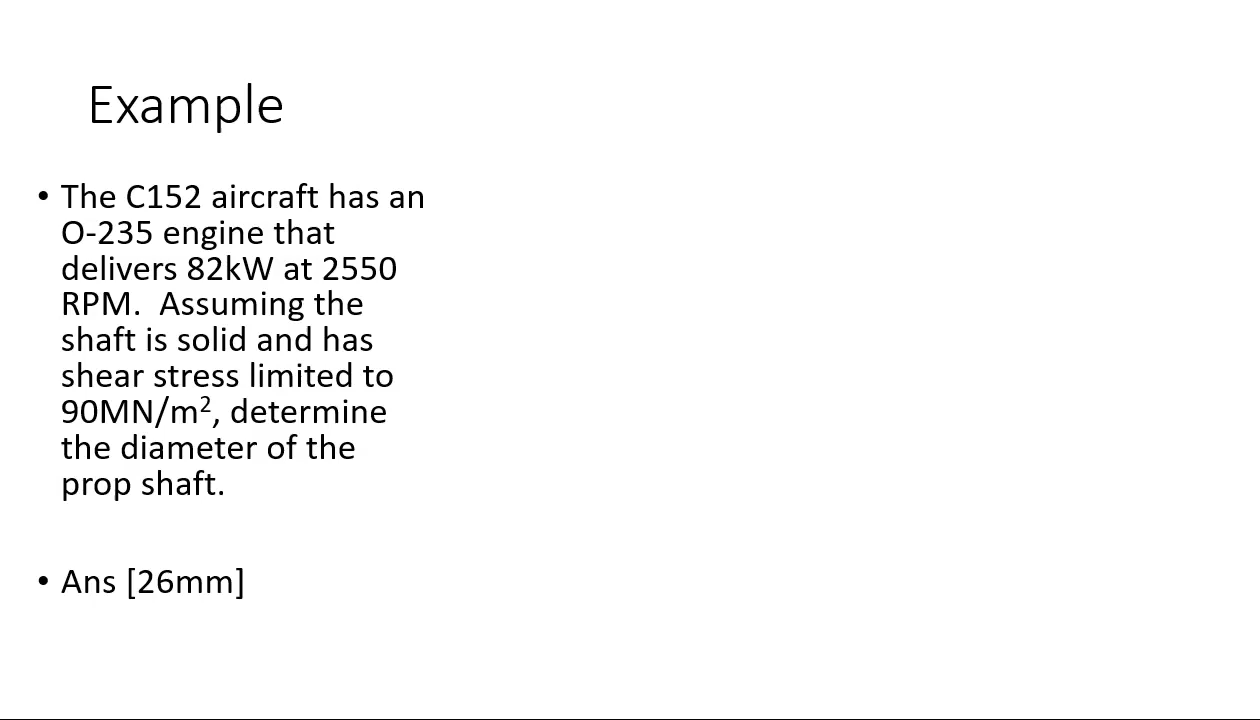 Example
• The C152 aircraft has an
O-235 engine that
delivers 82kW at 2550
RPM.  Assuming the
shaft is solid and has
shear stress limited to
90MN/m², determine
the diameter of the
prop shaft.
• Ans [26mm]